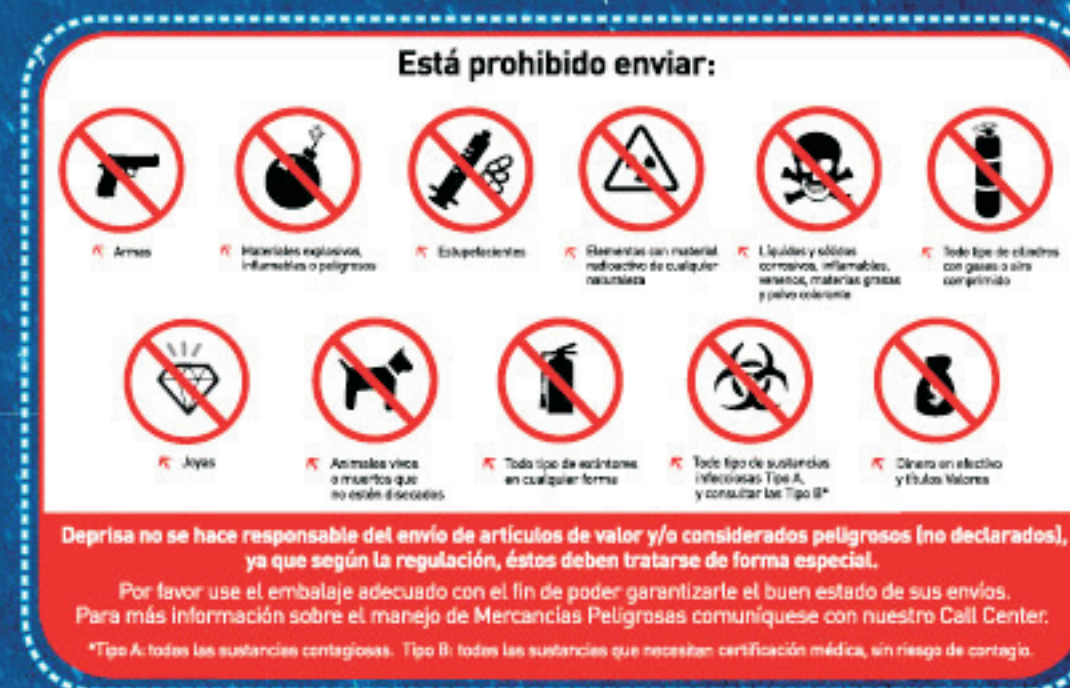 Está prohibido enviar:
Armas
Materiales explosivos,
inflamables o peligrosos
Estupefacientes
Elementos con material
radioactivo de cualquier
naturaleza
Líquidos y sólidos
corrosivos, inflamables,
venenos, materias grasas
y polvo colorante
Todo tipo de cilindros
con gases o aire
comprimido
Joyas
Animales vivos
o muertos que
no estén disecados
Todo tipo de extintores
en cualquier forma
Todo tipo de sustancias
infecciosas Tipo A,
y consultar las Tipo B*
Dinero en efectivo
y títulos Valores
Deprisa no se hace responsable del envío de artículos de valor y/o considerados peligrosos (no declarados),
ya que según la regulación, éstos deben tratarse de forma especial.
Por favor use el embalaje adecuado con el fin de poder garantizarte el buen estado de sus envíos.
Para más información sobre el manejo de Mercancías Peligrosas comuníquese con nuestro Call Center.
*Tipo A: todas las sustancias contagiosas. Tipo B: todas las sustancias que necesitan certificación médica, sin riesgo de contagio.